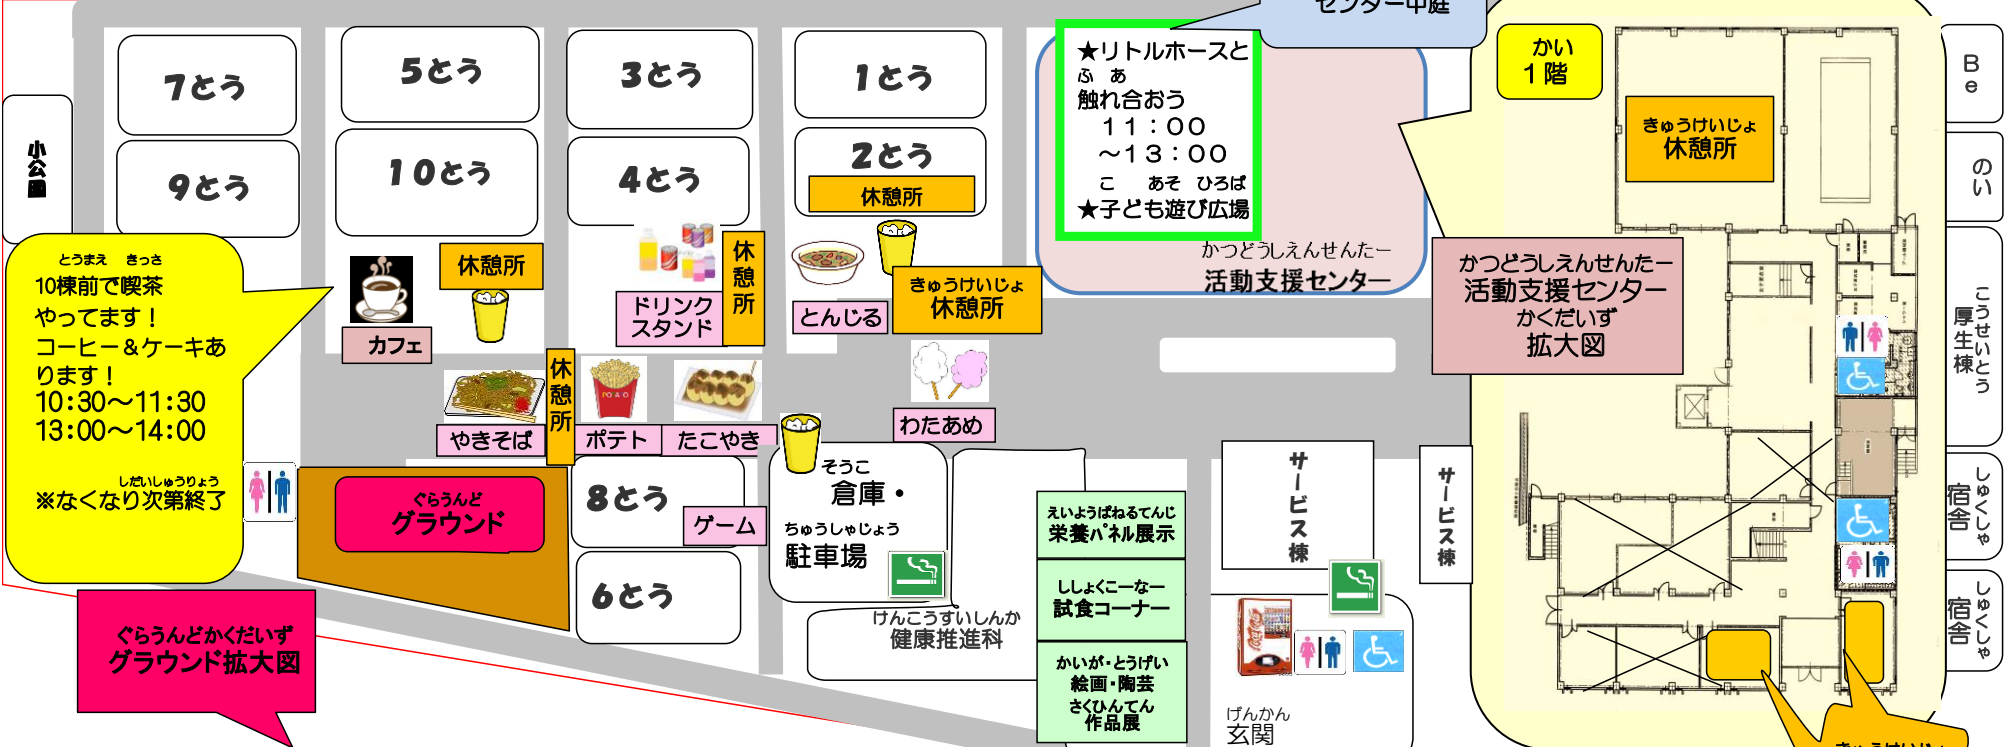 センター中庭
7とう
5とう
3とう
1とう
9とう
10とう
4とう
2とう
休憩所
小公園
★リトルホースと
ふ あ
触れ合おう
11:00
～13:00
こ あそ ひろば
★子ども遊び広場
かつどうしえんせんたー
活動支援センター
かい
1階
きゅうけいじょ
休憩所
Be
のい
こうせいとう
厚生棟
しゅくしゃ
宿舎
しゅくしゃ
宿舎
かつどうしえんせんたー
活動支援センター
かくだいず
拡大図
とうまえ きっさ
10棟前で喫茶
やってます!
コーヒー&ケーキあ
ります!
10:30～11:30
13:00～14:00
しだいしゅうりょう
※なくなり次第終了
休憩所
カフェ
ドリンク
スタンド
休憩所
とんじる
きゅうけいじょ
休憩所
やきそば
休憩所
ポテト
たこやき
わたあめ
ぐらうんど
グラウンド
8とう
ゲーム
6とう
そうこ
倉庫・
ちゅうしゃじょう
駐車場
けんこうすいしんか
健康推進科
えいようぱねるてんじ
栄養パネル展示
ししょくこーなー
試食コーナー
かいが・とうげい
絵画・陶芸
さくひんてん
作品展
サービス棟
サービス棟
げんかん
玄関
ぐらうんどかくだいず
グラウンド拡大図
きゅうけいじょ